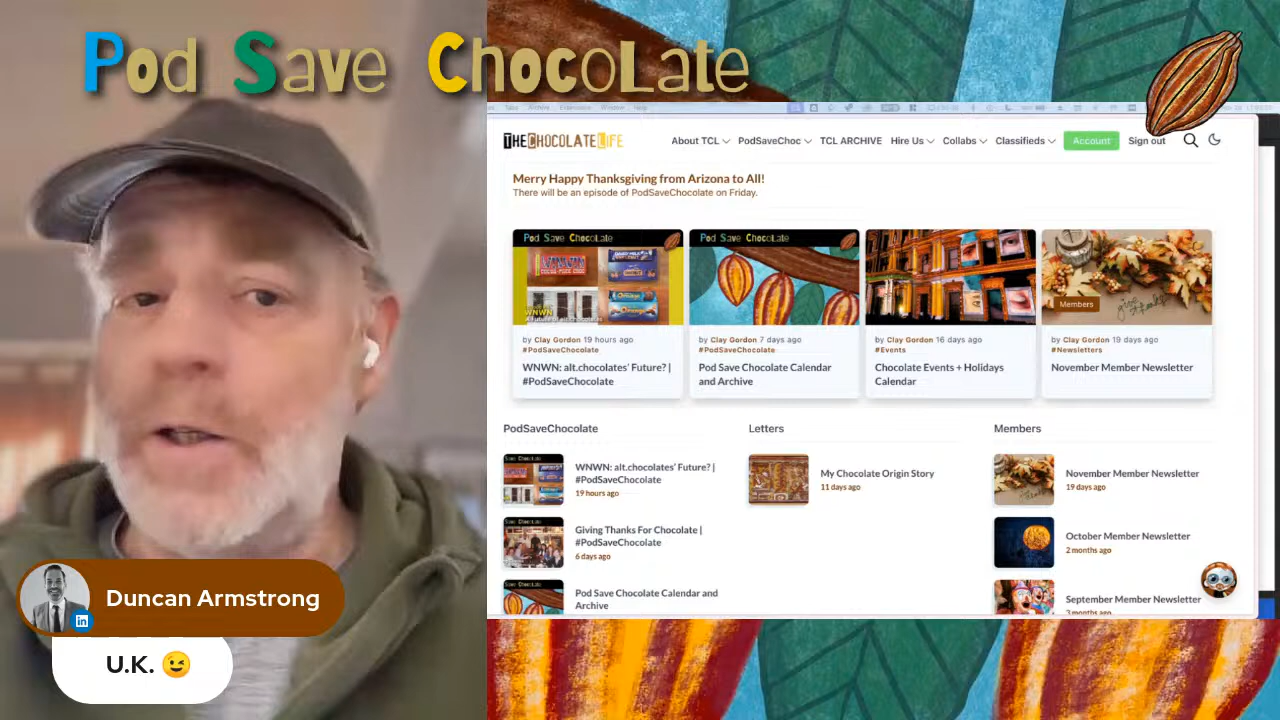 Pod Save ChocoLate
THECHOCOLATELIFE
About TCL
PodSaveChoc
TCL ARCHIVE
Hire Us
Collabs
Classifieds
Account
Sign out
Merry Happy Thanksgiving from Arizona to All!
There will be an episode of PodSaveChocolate on Friday.
Pod Save ChocoLate
WNWN
by Clay Gordon 19 hours ago
#PodSaveChocolate
WNWN: alt.chocolates' Future? |
#PodSaveChocolate
Pod Save ChocoLate
by Clay Gordon 7 days ago
#PodSaveChocolate
Pod Save Chocolate Calendar
and Archive
by Clay Gordon 16 days ago
#Events
Chocolate Events + Holidays
Calendar
Members
by Clay Gordon 19 days ago
#Newsletters
November Member Newsletter
PodSaveChocolate
WNWN: alt.chocolates' Future? |
#PodSaveChocolate
19 hours ago
Giving Thanks For Chocolate |
#PodSaveChocolate
6 days ago
Pod Save Chocolate Calendar and
Archive
Letters
My Chocolate Origin Story
11 days ago
Members
November Member Newsletter
19 days ago
October Member Newsletter
2 months ago
September Member Newsletter
3 months ago
Duncan Armstrong
in
U.K. 😉